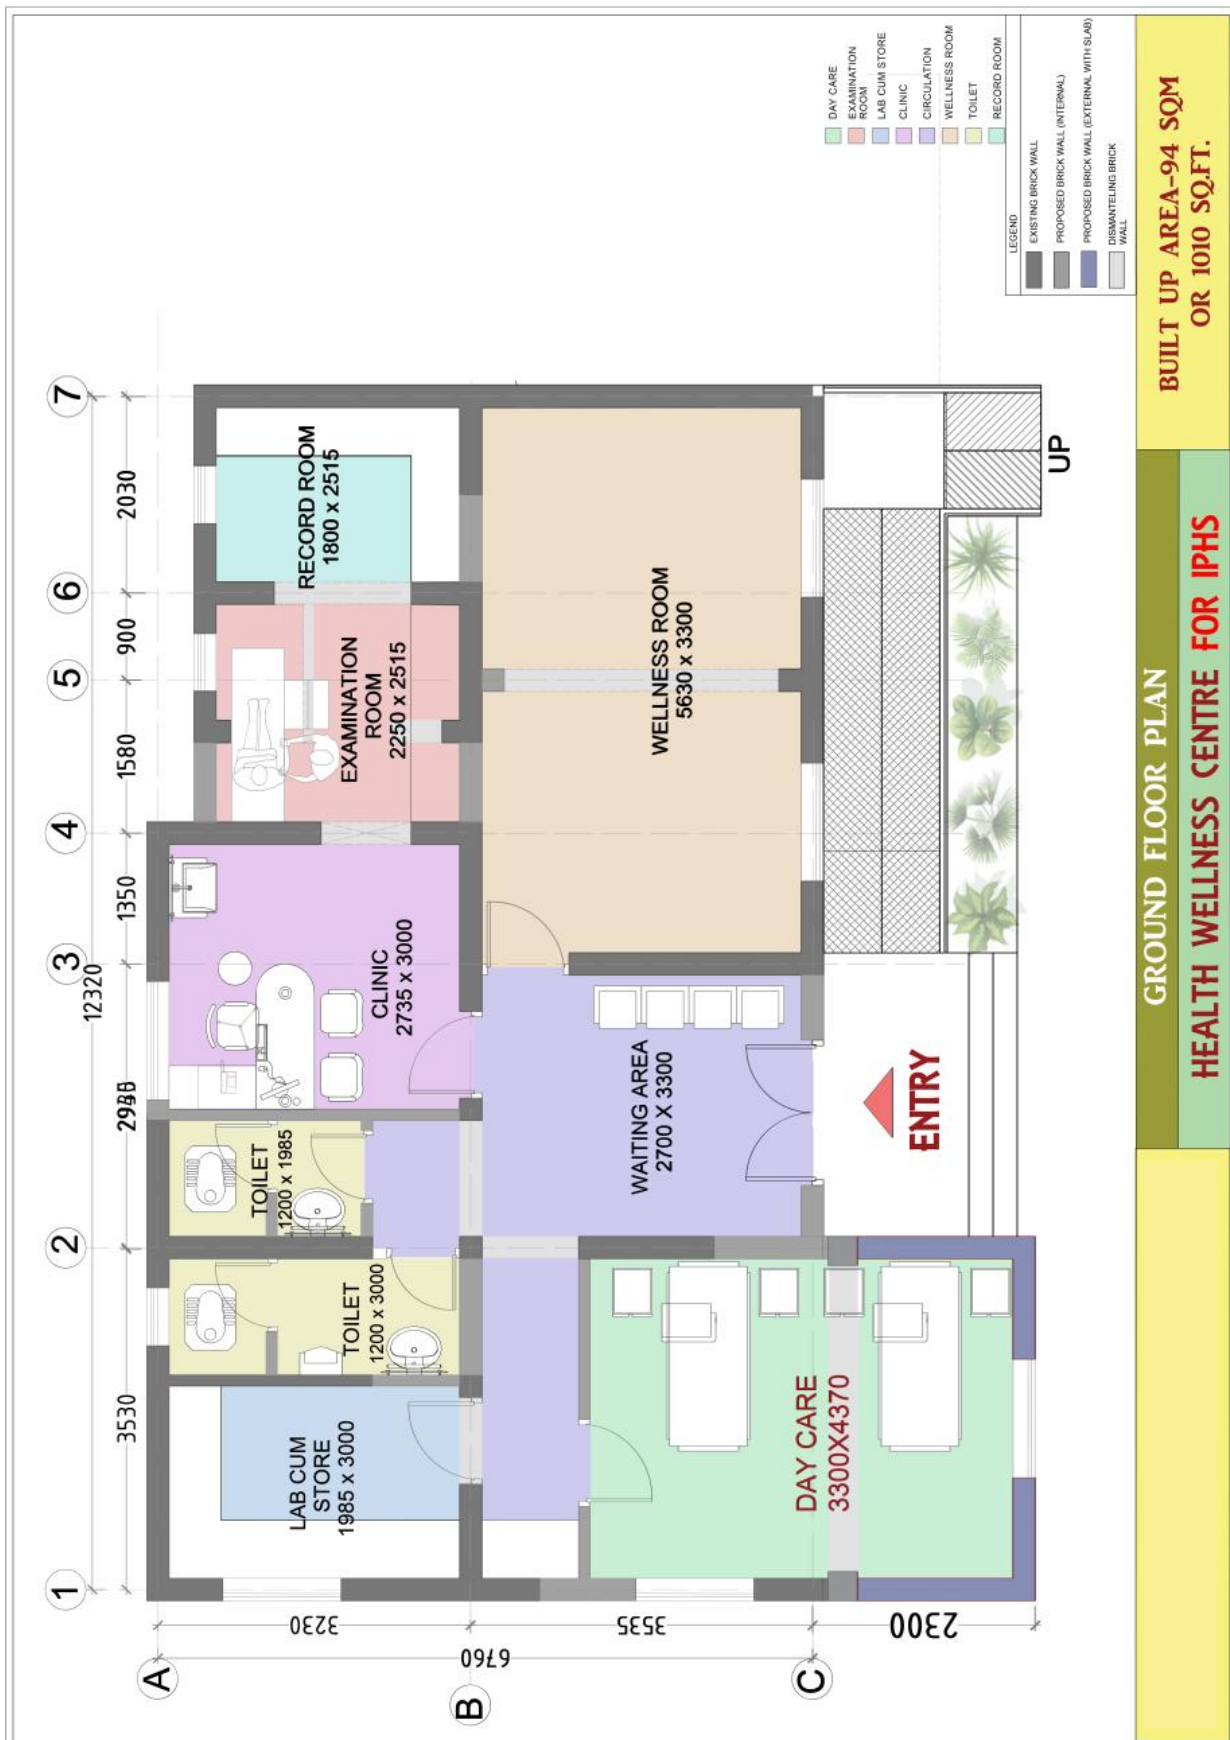 7
6
5
4
3
2
1
12320
2030
900
1580
1350
3530
RECORD ROOM
1800 x 2515
EXAMINATION
ROOM
2250 x 2515
CLINIC
2735 x 3000
TOILET
1200 x 1985
TOILET
1200 x 3000
LAB CUM
STORE
1985 x 3000
WELLNESS ROOM
5630 x 3300
WAITING AREA
2700 X 3300
DAY CARE
3300X4370
ENTRY
UP
A
B
C
3230
3535
6760
2300
DAY CARE
EXAMINATION
ROOM
LAB CUM STORE
CLINIC
CIRCULATION
WELLNESS ROOM
TOILET
RECORD ROOM
LEGEND
EXISTING BRICK WALL
PROPOSED BRICK WALL (INTERNAL)
PROPOSED BRICK WALL (EXTERNAL WITH SLAB)
DISMANTELING BRICK
WALL
GROUND FLOOR PLAN
HEALTH WELLNESS CENTRE FOR IPHS
BUILT UP AREA-94 SQM
OR 1010 SQ.FT.